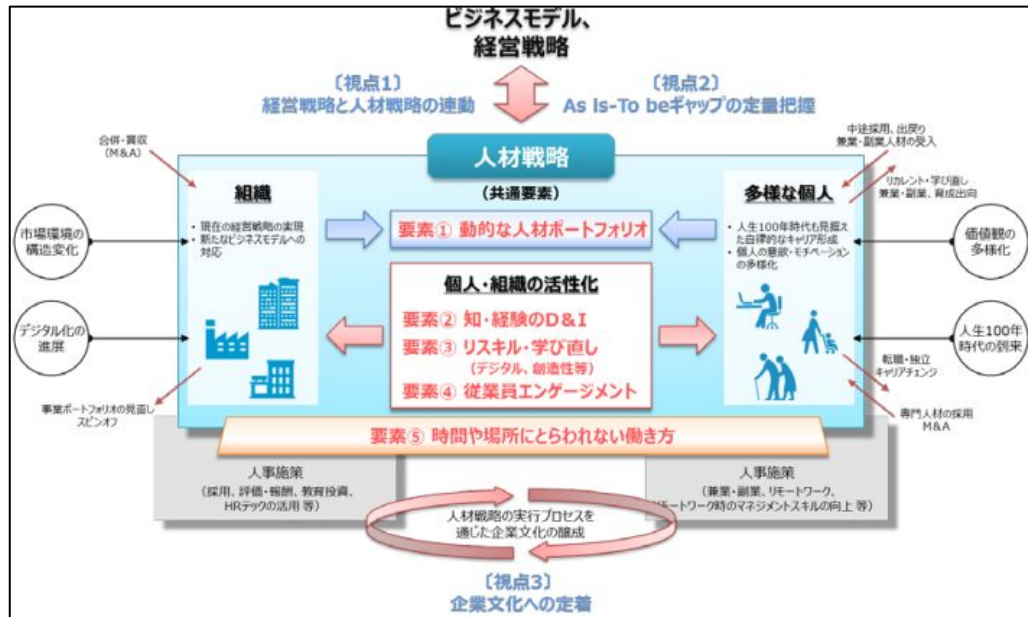 ビジネスモデル、
経営戦略
〔視点1〕
経営戦略と人材戦略の連動
〔視点2〕
As is-To beギャップの定量把握
合併・買収
(M&A)
人材戦略
(共通要素)
中途採用、出戻り
兼業・副業人材の受入
リカレント・学び直し
兼業・副業、育成出向
市場環境の
構造変化
デジタル化の
進展
組織
・現在の経営戦略の実現
・新たなビジネスモデルへの
対応
要素① 動的な人材ポートフォリオ
個人・組織の活性化
要素② 知・経験のD&I
要素③ リスキル・学び直し
(デジタル、創造性等)
要素④ 従業員エンゲージメント
多様な個人
・人生100年時代も見据え
た自律的なキャリア形成
・個人の意欲・モチベーション
の多様化
価値観の
多様化
人生100年
時代の到来
事業ポートフォリオの見直し
スピンオフ
転職・独立
キャリアチェンジ
専門人材の採用
M&A
要素⑤ 時間や場所にとらわれない働き方
人事施策
(採用、評価・報酬、教育投資、
HRテックの活用 等)
人事施策
(兼業・副業、リモートワーク、
リモートワーク時のマネジメントスキルの向上 等)
人材戦略の実行プロセスを
通じた企業文化の醸成
〔視点3〕
企業文化への定着